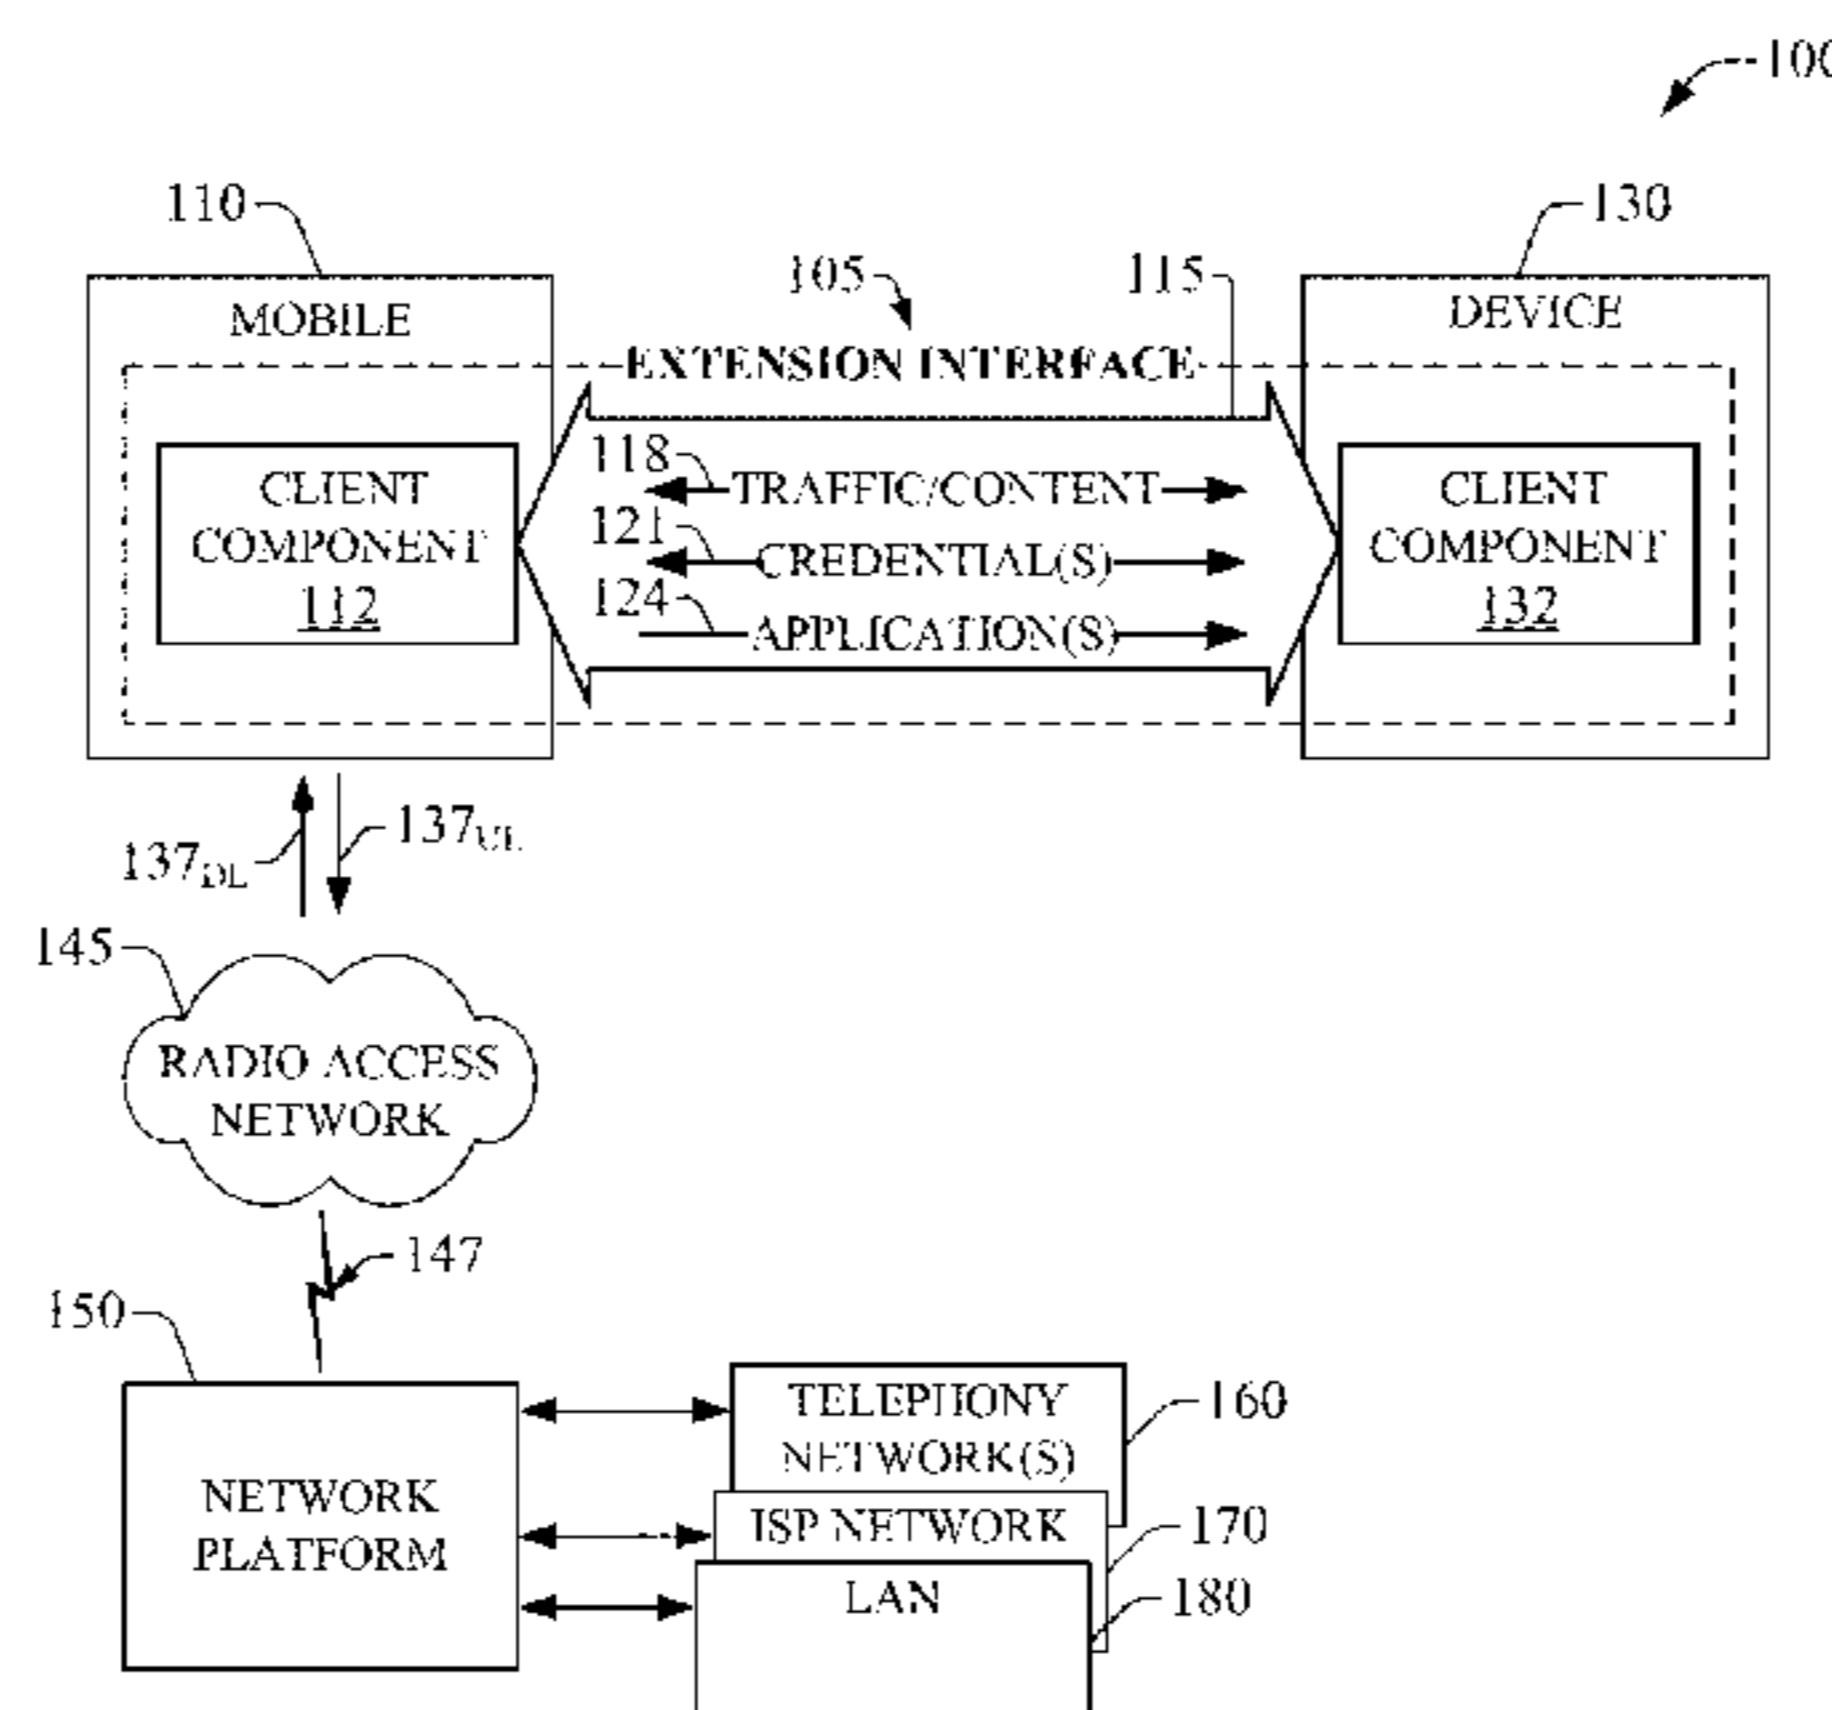 100
110
130
105
115
MOBILE
DEVICE
EXTENSION INTERFACE
118
TRAFFIC/CONTENT
121
CREDENTIAL(S)
124
APPLICATION(S)
CLIENT
COMPONENT
112
CLIENT
COMPONENT
132
137UL
137DL
145
RADIO ACCESS
NETWORK
147
150
NETWORK
PLATFORM
TELEPHONY
NETWORK(S)
160
ISP NETWORK
170
LAN
180